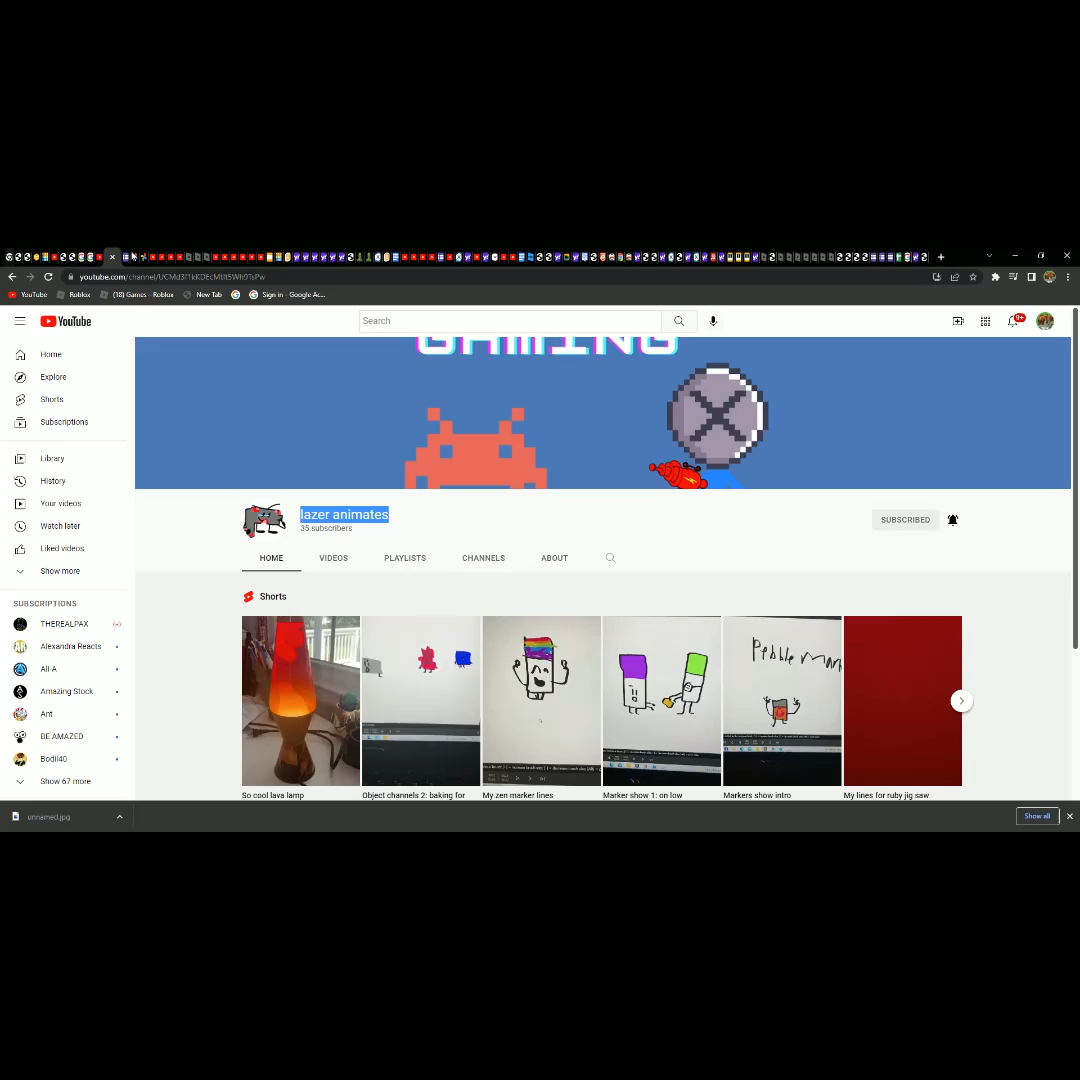 youtube.com/channel/UCMd3f1kKDEcMtlt5Wh9TsPw
YouTube
Roblox
(18) Games - Roblox
New Tab
Sign in - Google Ac...
YouTube
Search
9+
Home
Explore
Shorts
Subscriptions
Library
History
Your videos
Watch later
Liked videos
Show more
SUBSCRIPTIONS
THEREALPAX
Alexandra Reacts
Ali-A
Amazing Stock
Ant
BE AMAZED
Bodil40
Show 67 more
GAMING
lazer animates
35 subscribers
SUBSCRIBED
HOME
VIDEOS
PLAYLISTS
CHANNELS
ABOUT
Shorts
Pebble Mark
So cool lava lamp
Object channels 2: baking for
My zen marker lines
Marker show 1: on low
Markers show intro
My lines for ruby jig saw
unnamed.jpg
Show all